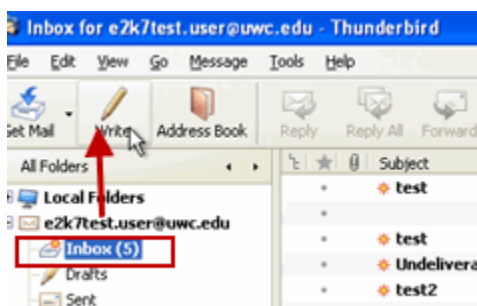 Inbox for e2k7test.user@uwc.edu - Thunderbird
File Edit View Go Message Tools Help
Get Mail Write Address Book Reply Reply All Forward
All Folders Subject
Local Folders test
e2k7test.user@uwc.edu
Inbox (5) test
Drafts Undelivera
Sent test2